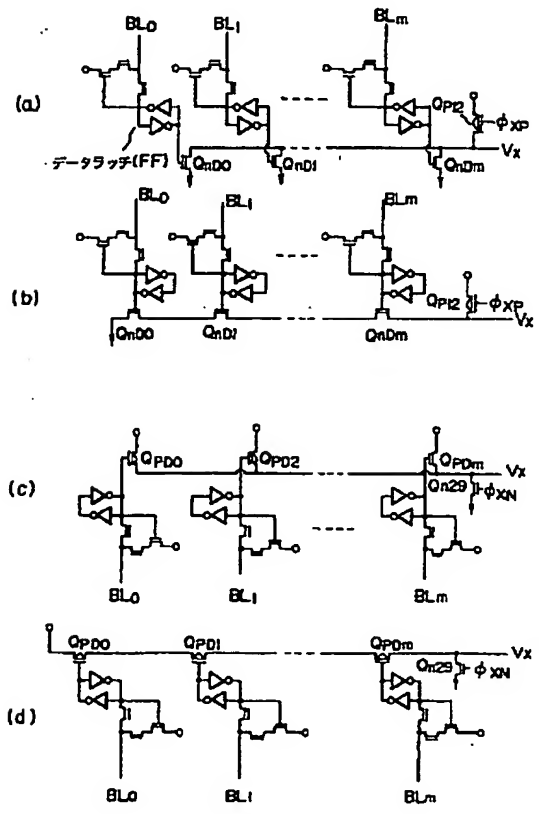 BL0 BL1 BLm
(a)
QP12 φXP
データラッチ(FF) QnD0 QnD1 QnDm Vx
BL0 BL1 BLm
(b)
QP12 φXP
QnD0 QnD1 QnDm Vx
QPD0 QPD2 QPDm
(c)
Vx
Qn29 φXN
BL0 BL1 BLm
QPD0 QPD1 QPDm Vx
Qn29 φXN
(d)
BL0 BL1 BLm